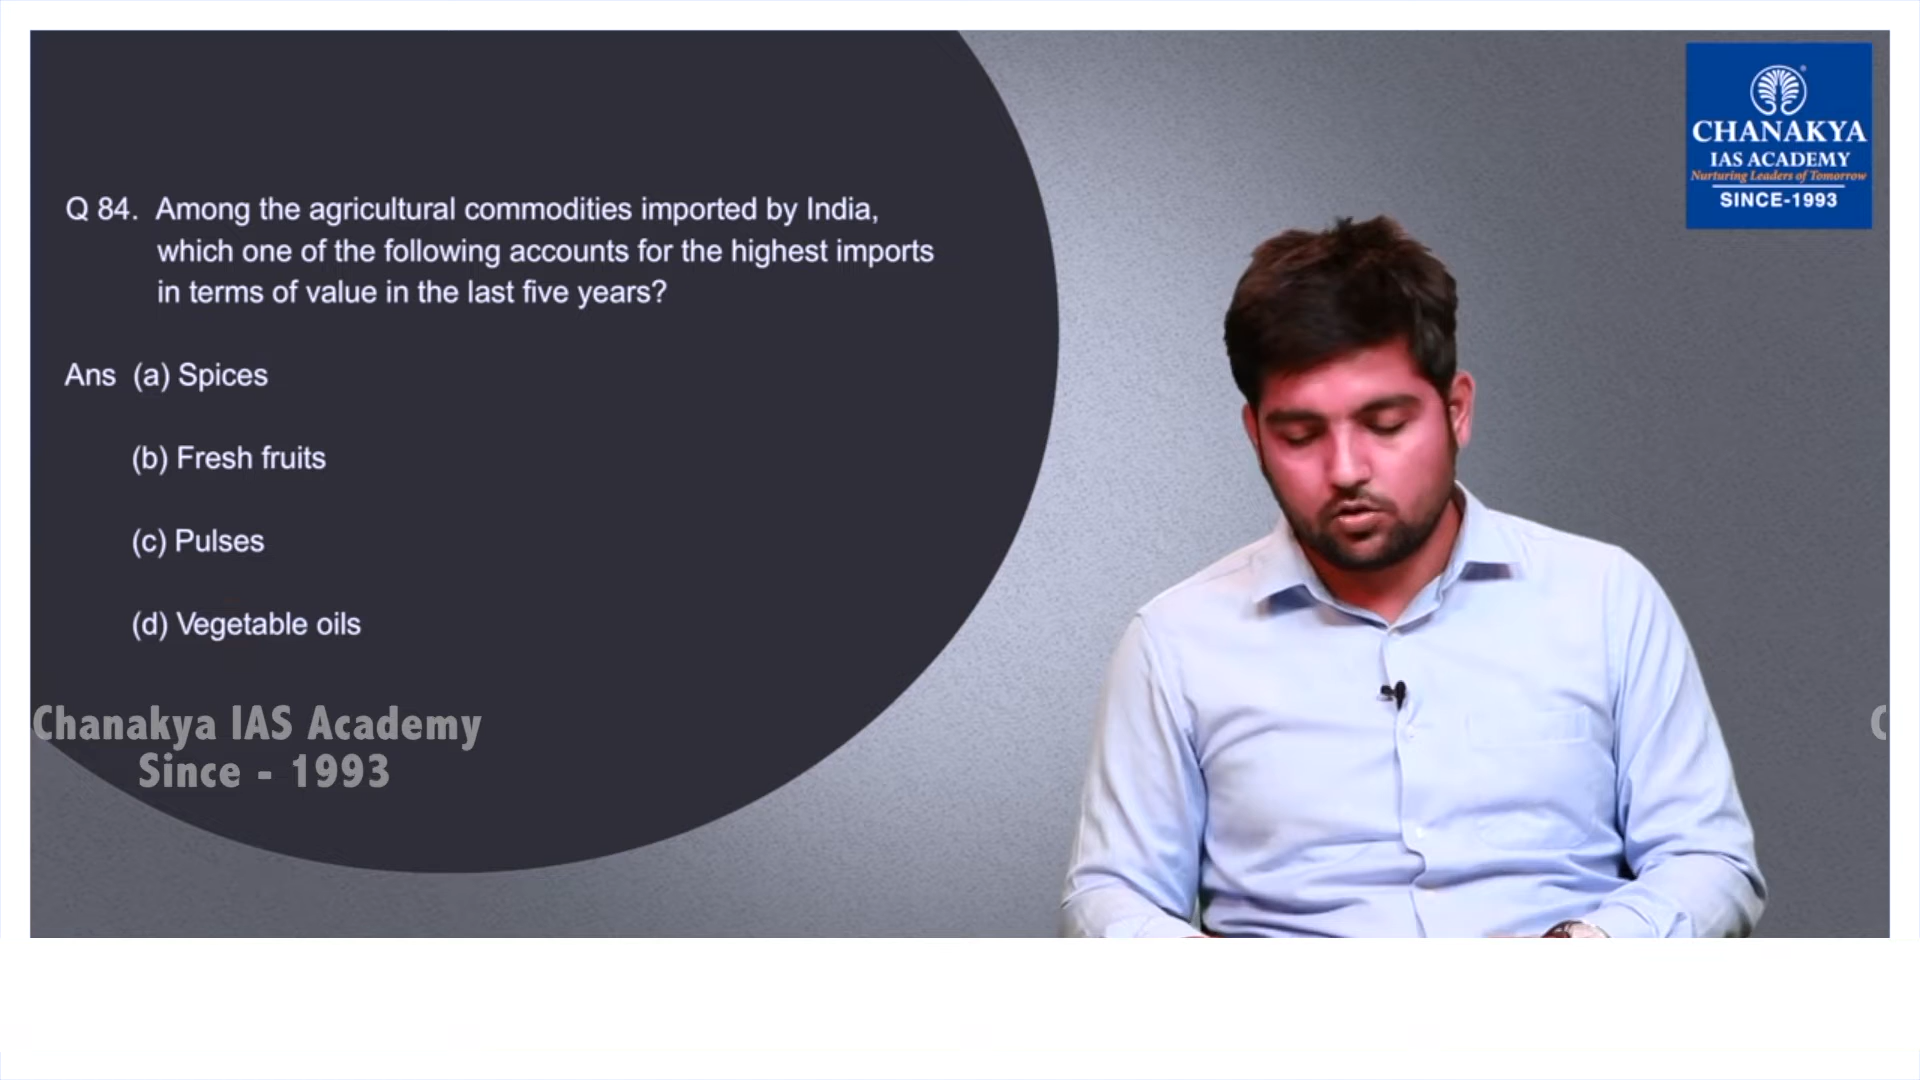 Q 84. Among the agricultural commodities imported by India,
which one of the following accounts for the highest imports
in terms of value in the last five years?
Ans (a) Spices
(b) Fresh fruits
(c) Pulses
(d) Vegetable oils
Chanakya IAS Academy
Since - 1993
CHANAKYA
IAS ACADEMY
Nurturing Leaders of Tomorrow
SINCE-1993
C